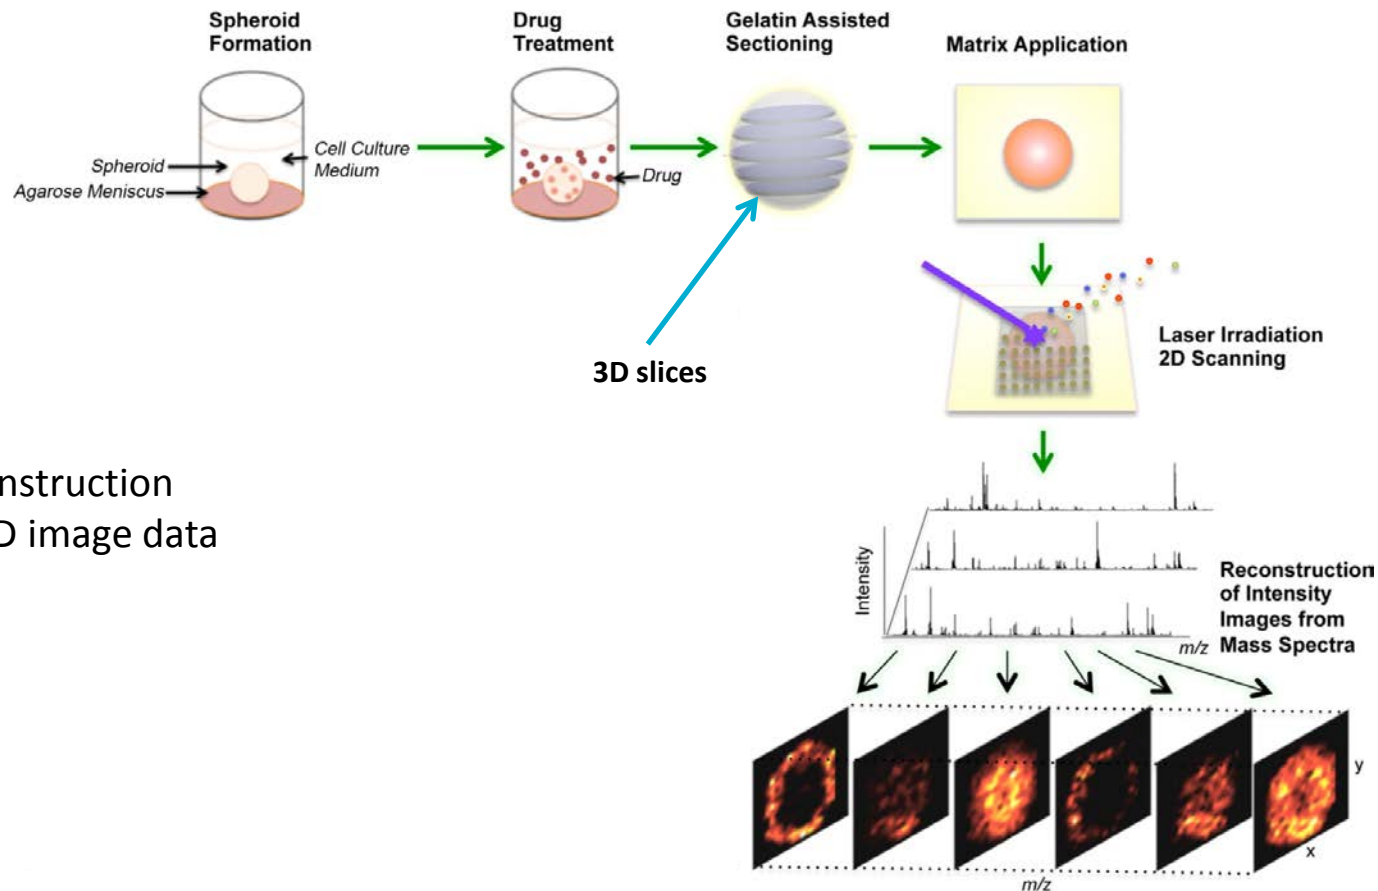 Spheroid
Formation
Drug
Treatment
Gelatin Assisted
Sectioning
Matrix Application
Spheroid
Agarose Meniscus
Cell Culture
Medium
Drug
3D slices
Laser Irradiation
2D Scanning
nstruction
D image data
Intensity
m/z
Reconstruction
of Intensity
Images from
Mass Spectra
y
x
m/z